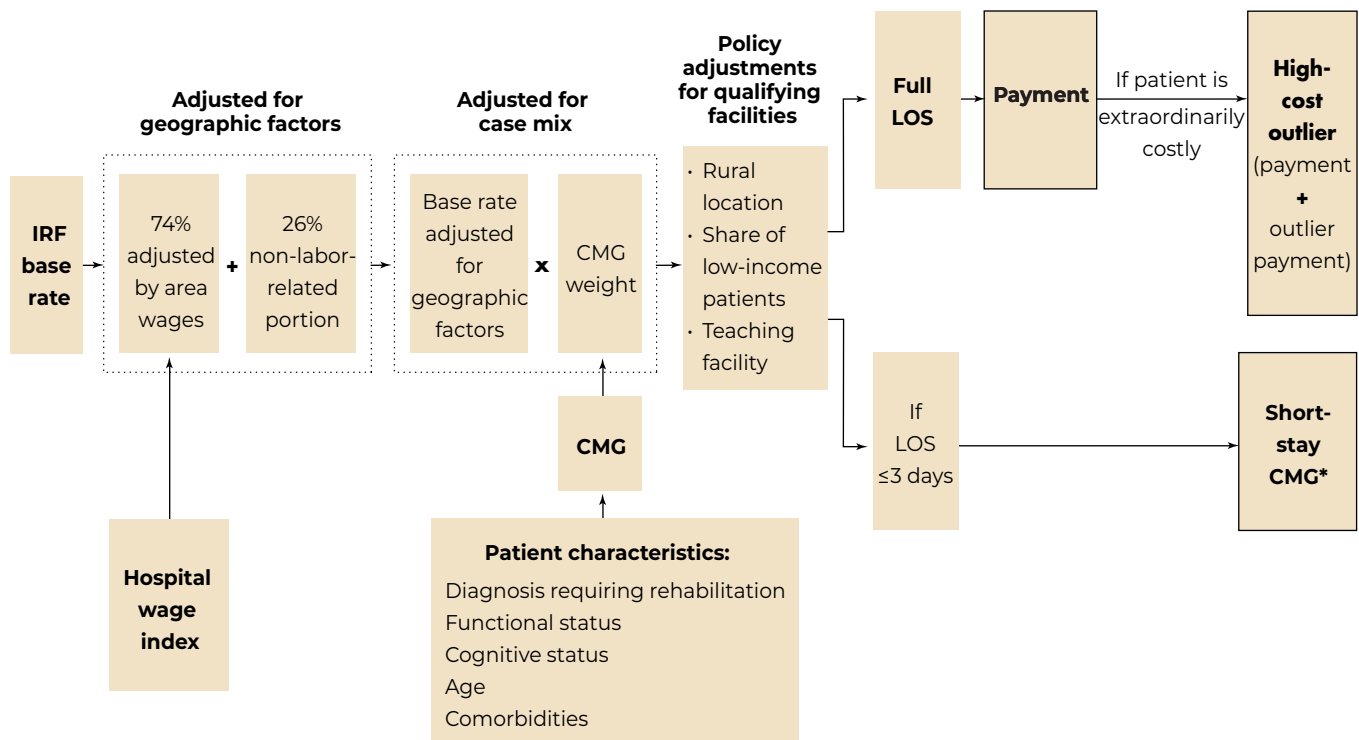 IRF
base
rate
Adjusted for
geographic factors
74%
adjusted
by area
wages
+
26%
non-labor-
related
portion
Hospital
wage
index
Adjusted for
case mix
Base rate
adjusted
for
geographic
factors
x
CMG
weight
CMG
Patient characteristics:
Diagnosis requiring rehabilitation
Functional status
Cognitive status
Age
Comorbidities
Policy
adjustments
for qualifying
facilities
· Rural
location
· Share of
low-income
patients
· Teaching
facility
Full
LOS
Payment
If patient is
extraordinarily
costly
High-
cost
outlier
(payment
+
outlier
payment)
If
LOS
≤3 days
Short-
stay
CMG*